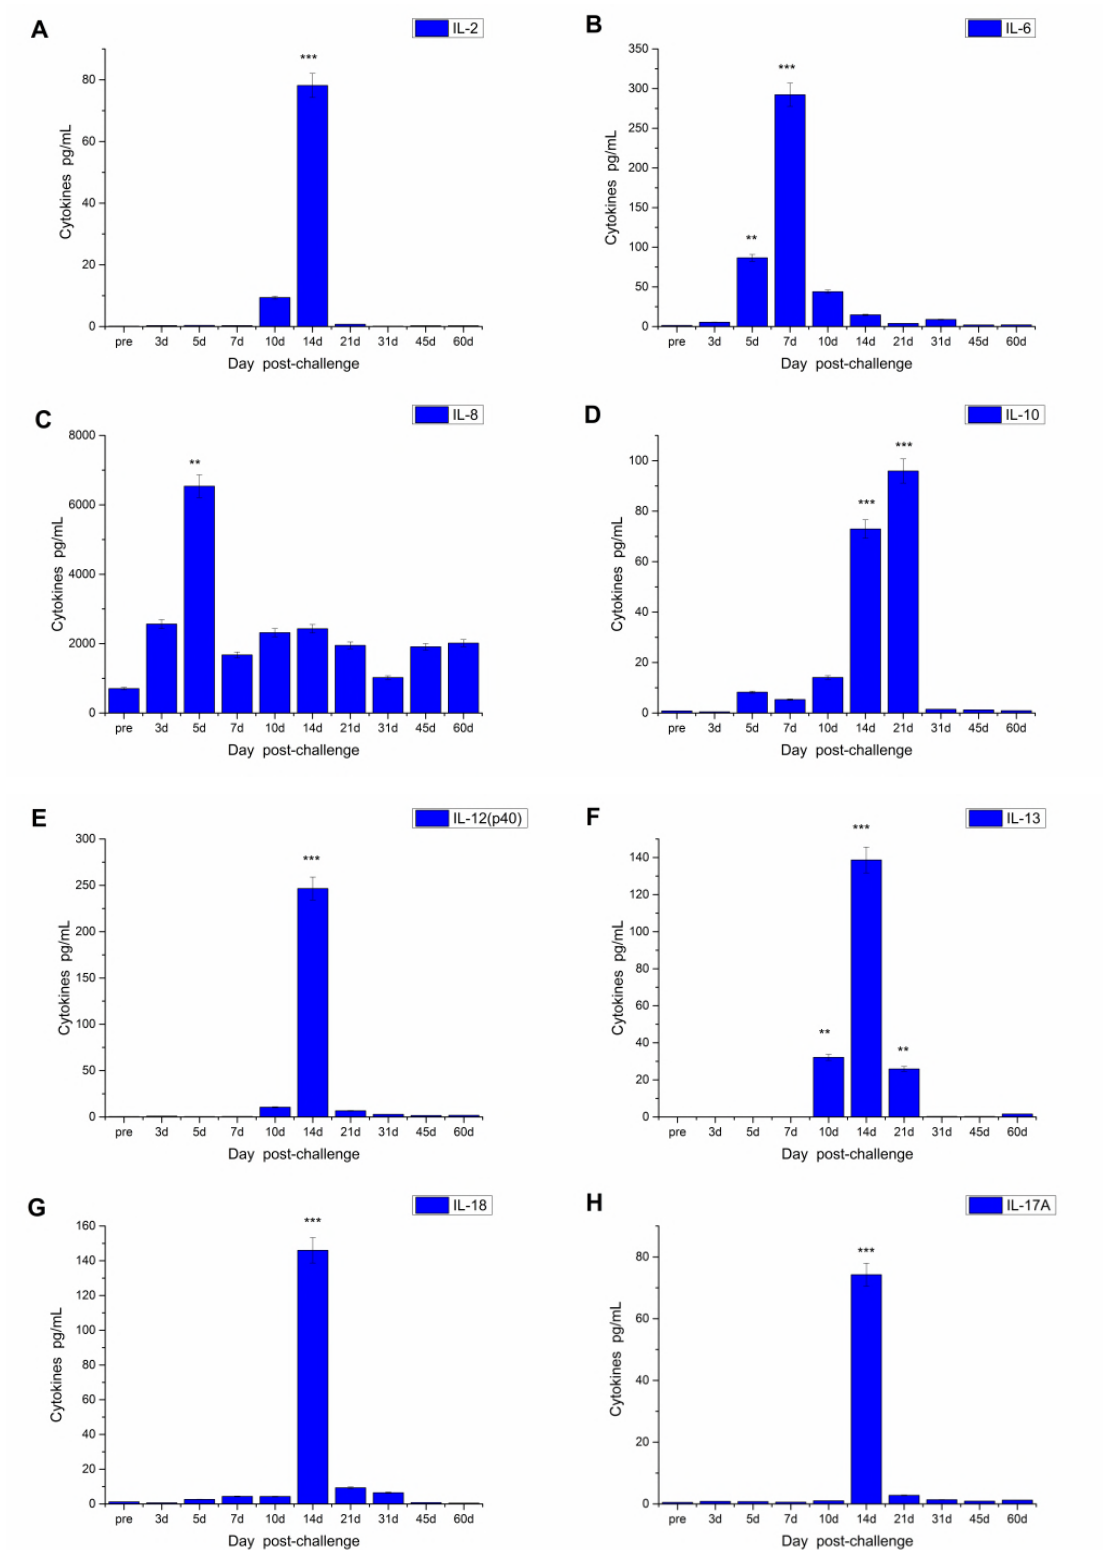 A
IL-2
***
80
60
40
20
0
Cytokines pg/mL
pre 3d 5d 7d 10d 14d 21d 31d 45d 60d
Day post-challenge
B
IL-6
350
300
250
200
150
100
50
0
***
**
Cytokines pg/mL
pre 3d 5d 7d 10d 14d 21d 31d 45d 60d
Day post-challenge
C
IL-8
8000
6000
4000
2000
0
**
Cytokines pg/mL
pre 3d 5d 7d 10d 14d 21d 31d 45d 60d
Day post-challenge
D
IL-10
***
***
100
80
60
40
20
0
Cytokines pg/mL
pre 3d 5d 7d 10d 14d 21d 31d 45d 60d
Day post-challenge
E
IL-12(p40)
300
250
200
150
100
50
0
***
Cytokines pg/mL
pre 3d 5d 7d 10d 14d 21d 31d 45d 60d
Day post-challenge
F
IL-13
***
140
120
100
80
60
40
20
0
**
**
Cytokines pg/mL
pre 3d 5d 7d 10d 14d 21d 31d 45d 60d
Day post-challenge
G
IL-18
***
160
140
120
100
80
60
40
20
0
Cytokines pg/mL
pre 3d 5d 7d 10d 14d 21d 31d 45d 60d
Day post-challenge
H
IL-17A
***
80
60
40
20
0
Cytokines pg/mL
pre 3d 5d 7d 10d 14d 21d 31d 45d 60d
Day post-challenge